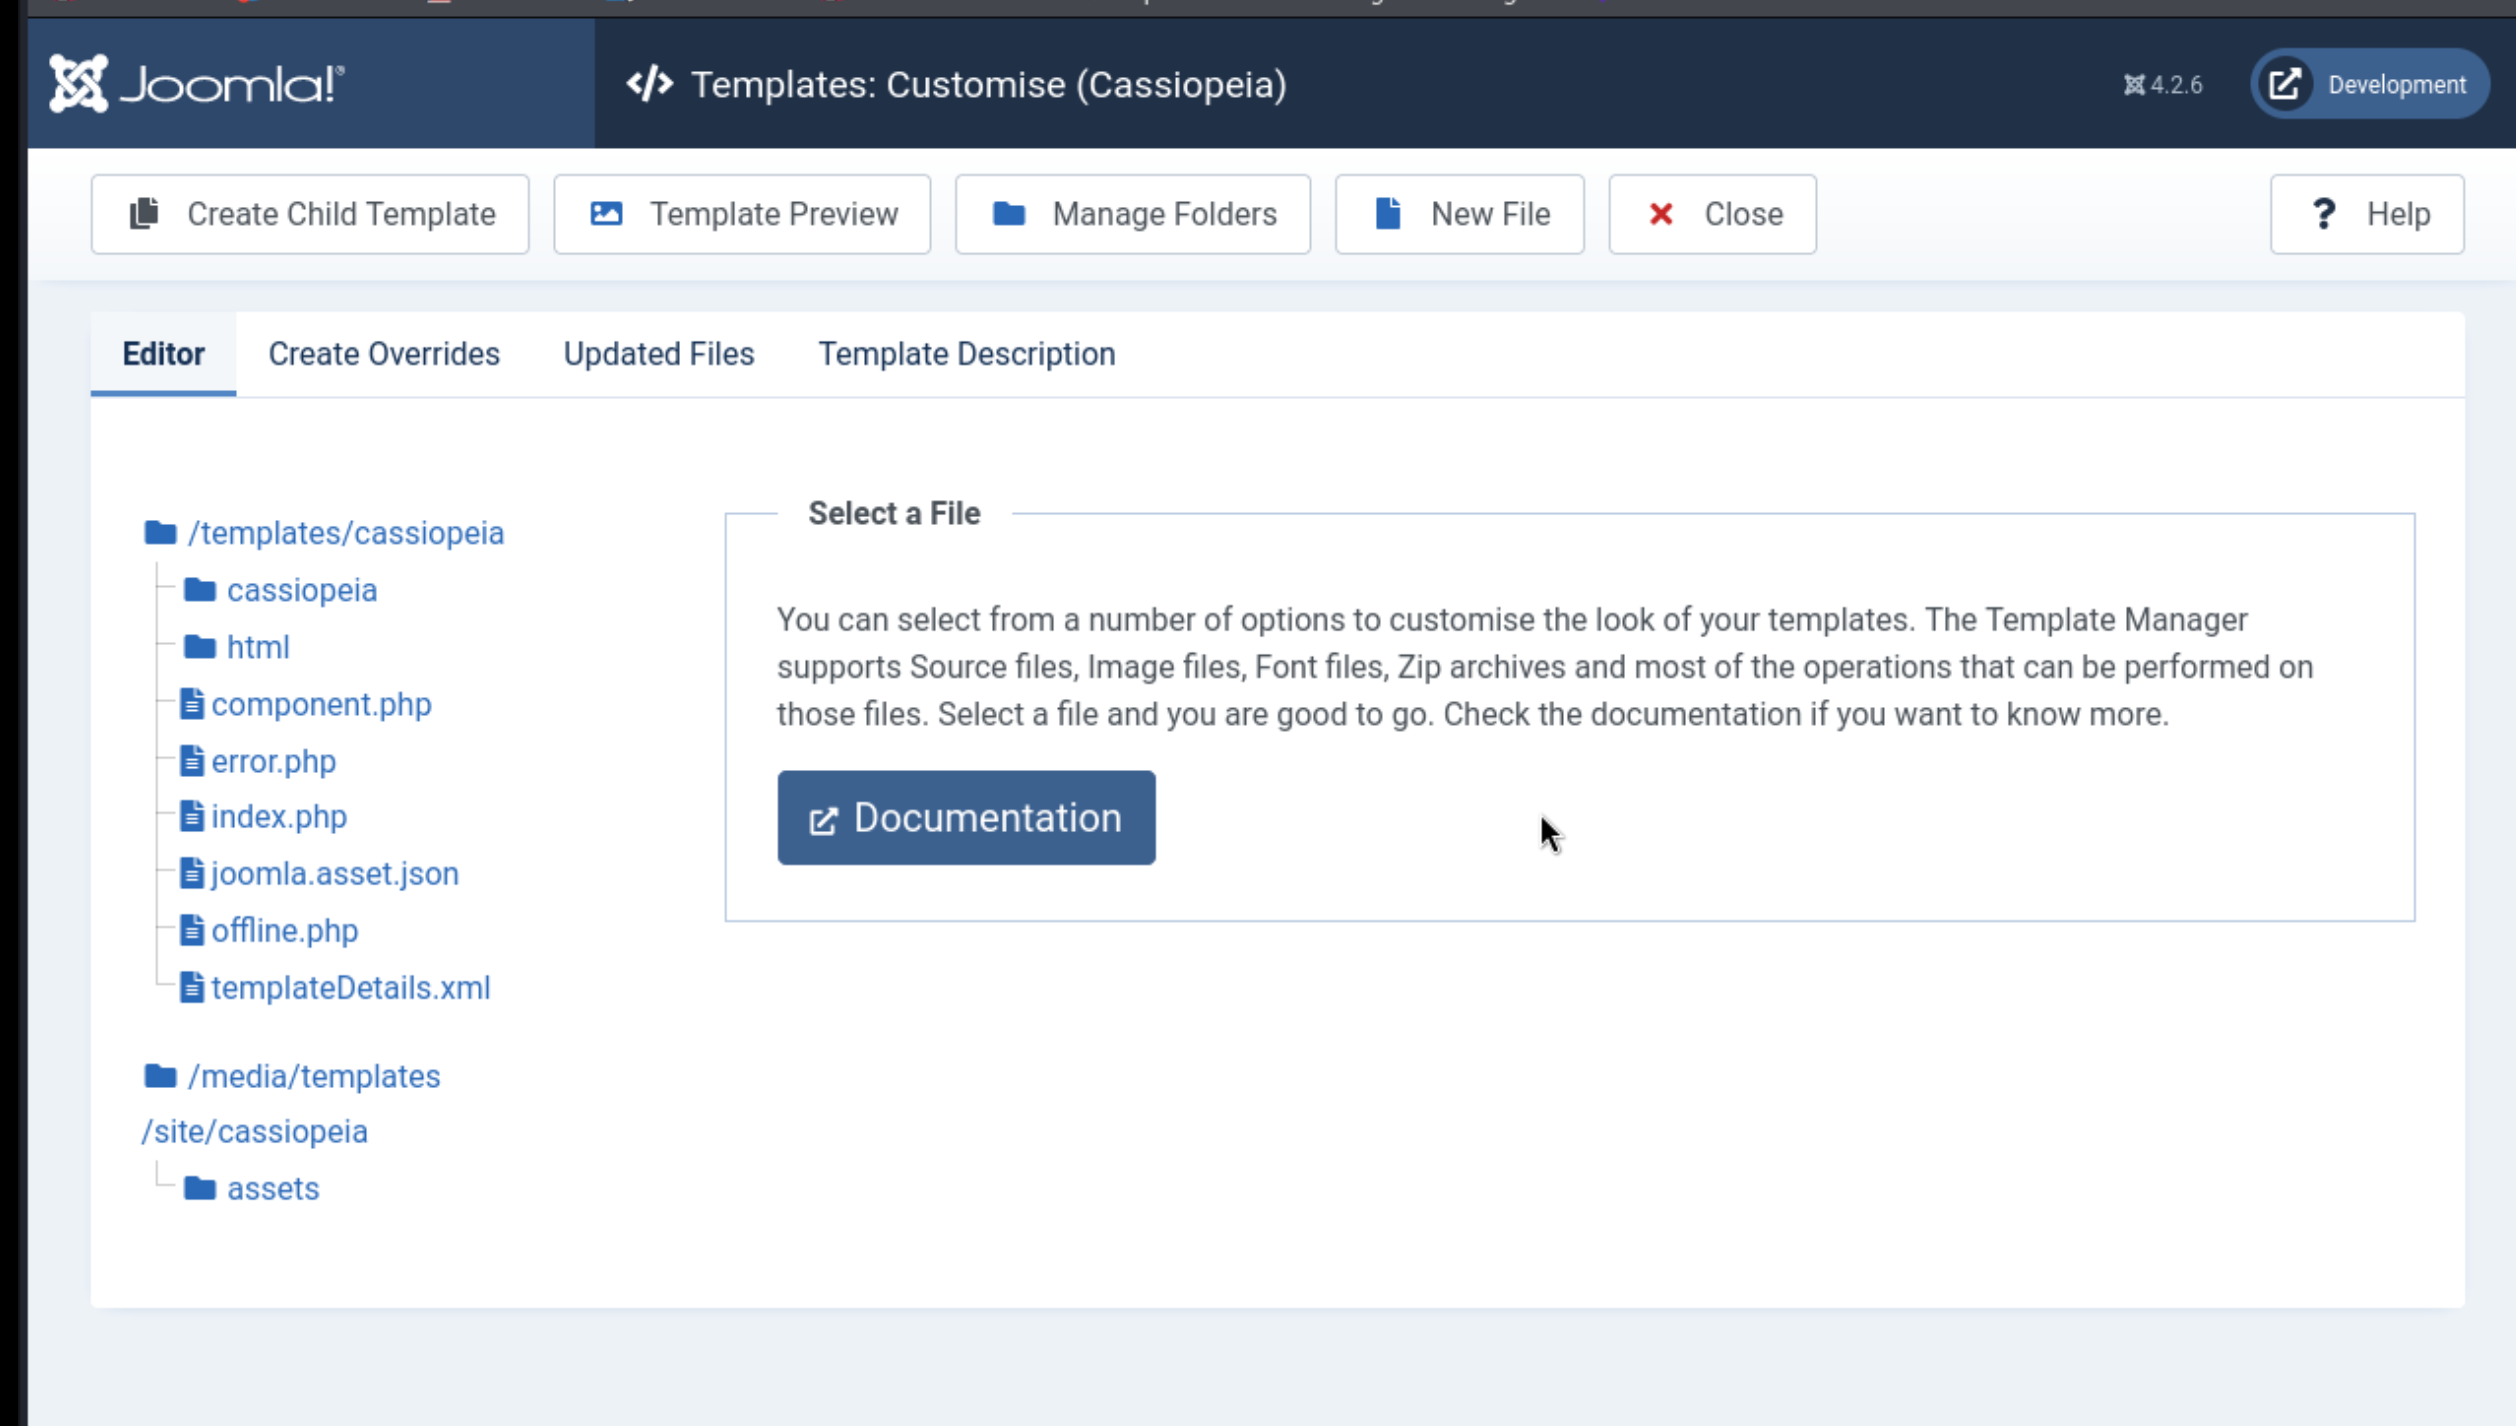 Joomla!®
Templates: Customise (Cassiopeia)
4.2.6
Development
Create Child Template
Template Preview
Manage Folders
New File
Close
Help
Editor
Create Overrides
Updated Files
Template Description
/templates/cassiopeia
cassiopeia
html
component.php
error.php
index.php
joomla.asset.json
offline.php
templateDetails.xml
/media/templates
/site/cassiopeia
assets
Select a File
You can select from a number of options to customise the look of your templates. The Template Manager
supports Source files, Image files, Font files, Zip archives and most of the operations that can be performed on
those files. Select a file and you are good to go. Check the documentation if you want to know more.
Documentation